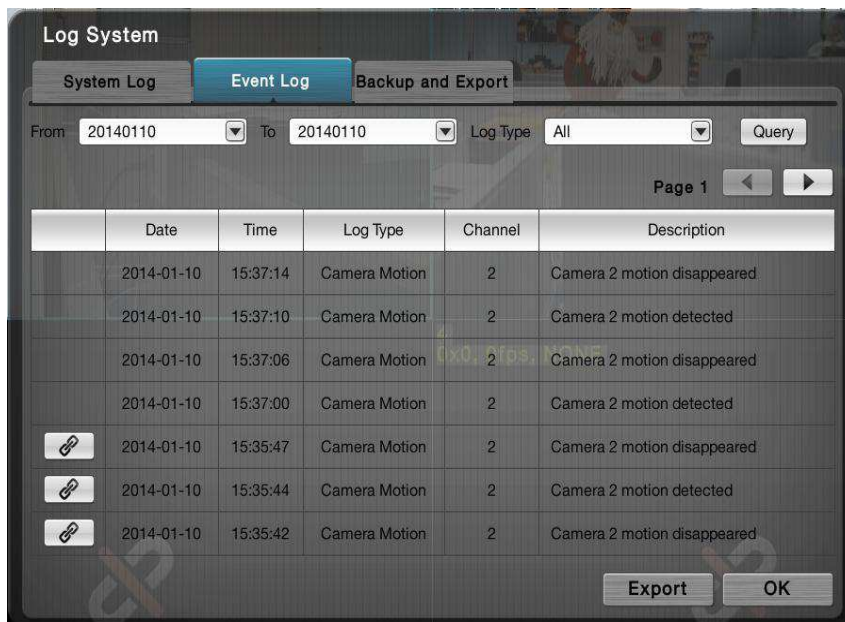 Log System
System Log Event Log Backup and Export
From 20140110 To 20140110 Log Type All Query
Page 1
Date Time Log Type Channel Description
2014-01-10 15:37:14 Camera Motion 2 Camera 2 motion disappeared
2014-01-10 15:37:10 Camera Motion 2 Camera 2 motion detected
2014-01-10 15:37:06 Camera Motion 2 Camera 2 motion disappeared
0x0, 0fps, NONE
2014-01-10 15:37:00 Camera Motion 2 Camera 2 motion detected
2014-01-10 15:35:47 Camera Motion 2 Camera 2 motion disappeared
2014-01-10 15:35:44 Camera Motion 2 Camera 2 motion detected
2014-01-10 15:35:42 Camera Motion 2 Camera 2 motion disappeared
Export OK